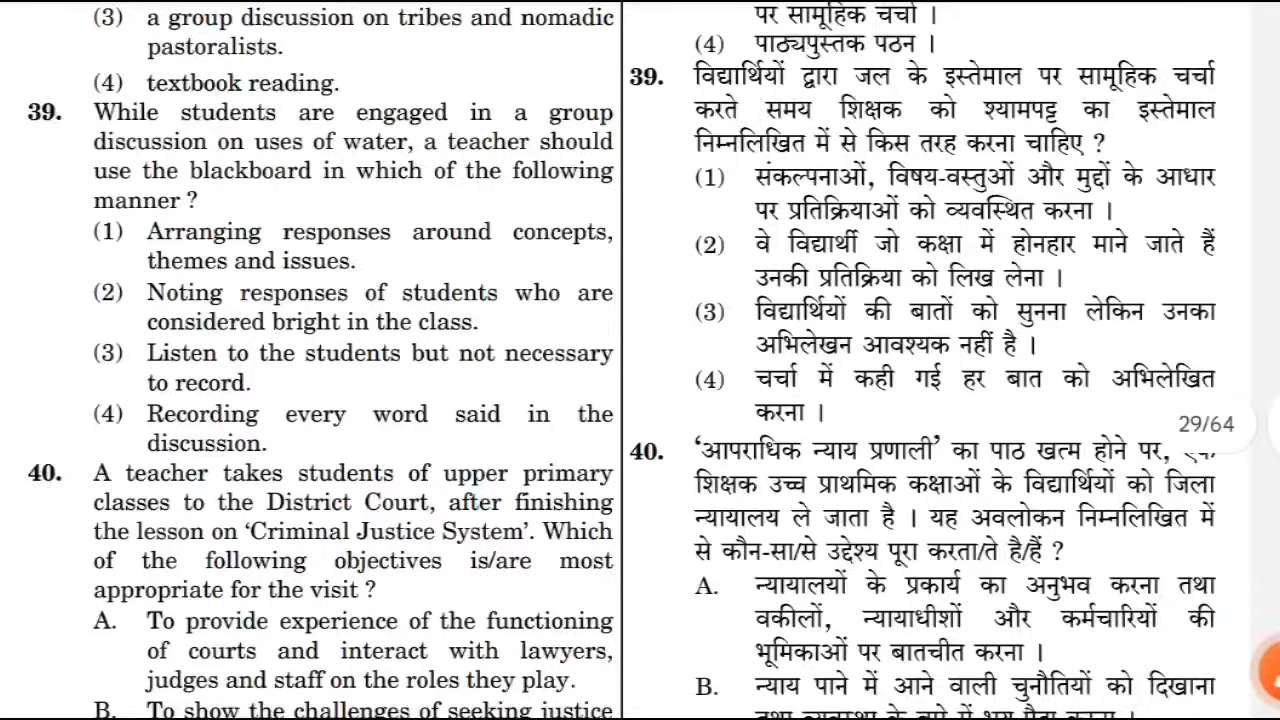 (3) a group discussion on tribes and nomadic
pastoralists.
(4) textbook reading.
39. While students are engaged in a group
discussion on uses of water, a teacher should
use the blackboard in which of the following
manner ?
(1) Arranging responses around concepts,
themes and issues.
(2) Noting responses of students who are
considered bright in the class.
(3) Listen to the students but not necessary
to record.
(4) Recording every word said in the
discussion.
40. A teacher takes students of upper primary
classes to the District Court, after finishing
the lesson on ‘Criminal Justice System’. Which
of the following objectives is/are most
appropriate for the visit ?
A. To provide experience of the functioning
of courts and interact with lawyers,
judges and staff on the roles they play.
B. To show the challenges of seeking justice
पर सामूहिक चर्चा ।
(4) पाठ्यपुस्तक पठन ।
39. विद्यार्थियों द्वारा जल के इस्तेमाल पर सामूहिक चर्चा
करते समय शिक्षक को श्यामपट्ट का इस्तेमाल
निम्नलिखित में से किस तरह करना चाहिए ?
(1) संकल्पनाओं, विषय-वस्तुओं और मुद्दों के आधार
पर प्रतिक्रियाओं को व्यवस्थित करना ।
(2) वे विद्यार्थी जो कक्षा में होनहार माने जाते हैं
उनकी प्रतिक्रिया को लिख लेना ।
(3) विद्यार्थियों की बातों को सुनना लेकिन उनका
अभिलेखन आवश्यक नहीं है ।
(4) चर्चा में कही गई हर बात को अभिलेखित
करना ।
29/64
40. ‘आपराधिक न्याय प्रणाली’ का पाठ खत्म होने पर,
शिक्षक उच्च प्राथमिक कक्षाओं के विद्यार्थियों को जिला
न्यायालय ले जाता है । यह अवलोकन निम्नलिखित में
से कौन-सा/से उद्देश्य पूरा करता/ते है/हैं ?
A. न्यायालयों के प्रकार्य का अनुभव करना तथा
वकीलों, न्यायाधीशों और कर्मचारियों की
भूमिकाओं पर बातचीत करना ।
B. न्याय पाने में आने वाली चुनौतियों को दिखाना